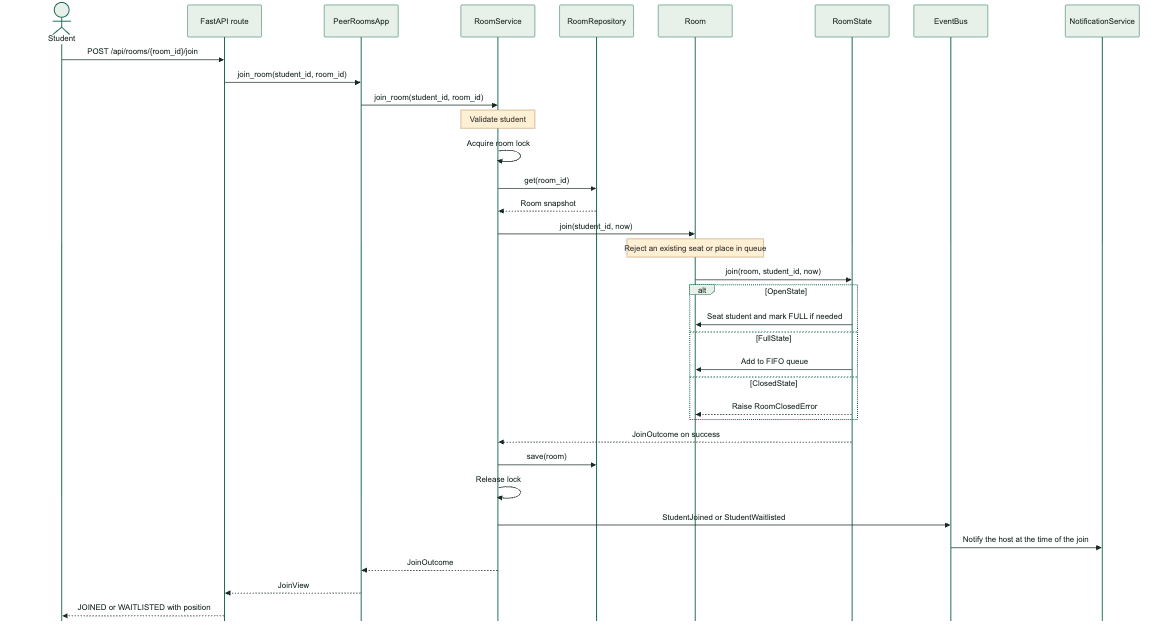 Student
FastAPI route
PeerRoomsApp
RoomService
RoomRepository
Room
RoomState
EventBus
NotificationService
POST /api/rooms/{room_id}/join
join_room(student_id, room_id)
join_room(student_id, room_id)
Validate student
Acquire room lock
get(room_id)
Room snapshot
join(student_id, now)
Reject an existing seat or place in queue
join(room, student_id, now)
alt
[OpenState]
Seat student and mark FULL if needed
[FullState]
Add to FIFO queue
[ClosedState]
Raise RoomClosedError
JoinOutcome on success
save(room)
Release lock
StudentJoined or StudentWaitlisted
Notify the host at the time of the join
JoinOutcome
JoinView
JOINED or WAITLISTED with position